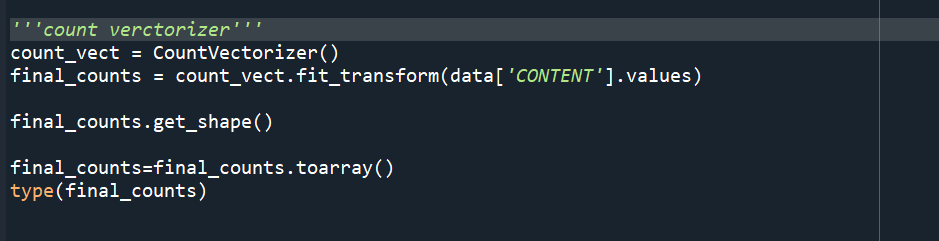 '''count verctorizer'''
count_vect = CountVectorizer()
final_counts = count_vect.fit_transform(data['CONTENT'].values)
final_counts.get_shape()
final_counts=final_counts.toarray()
type(final_counts)